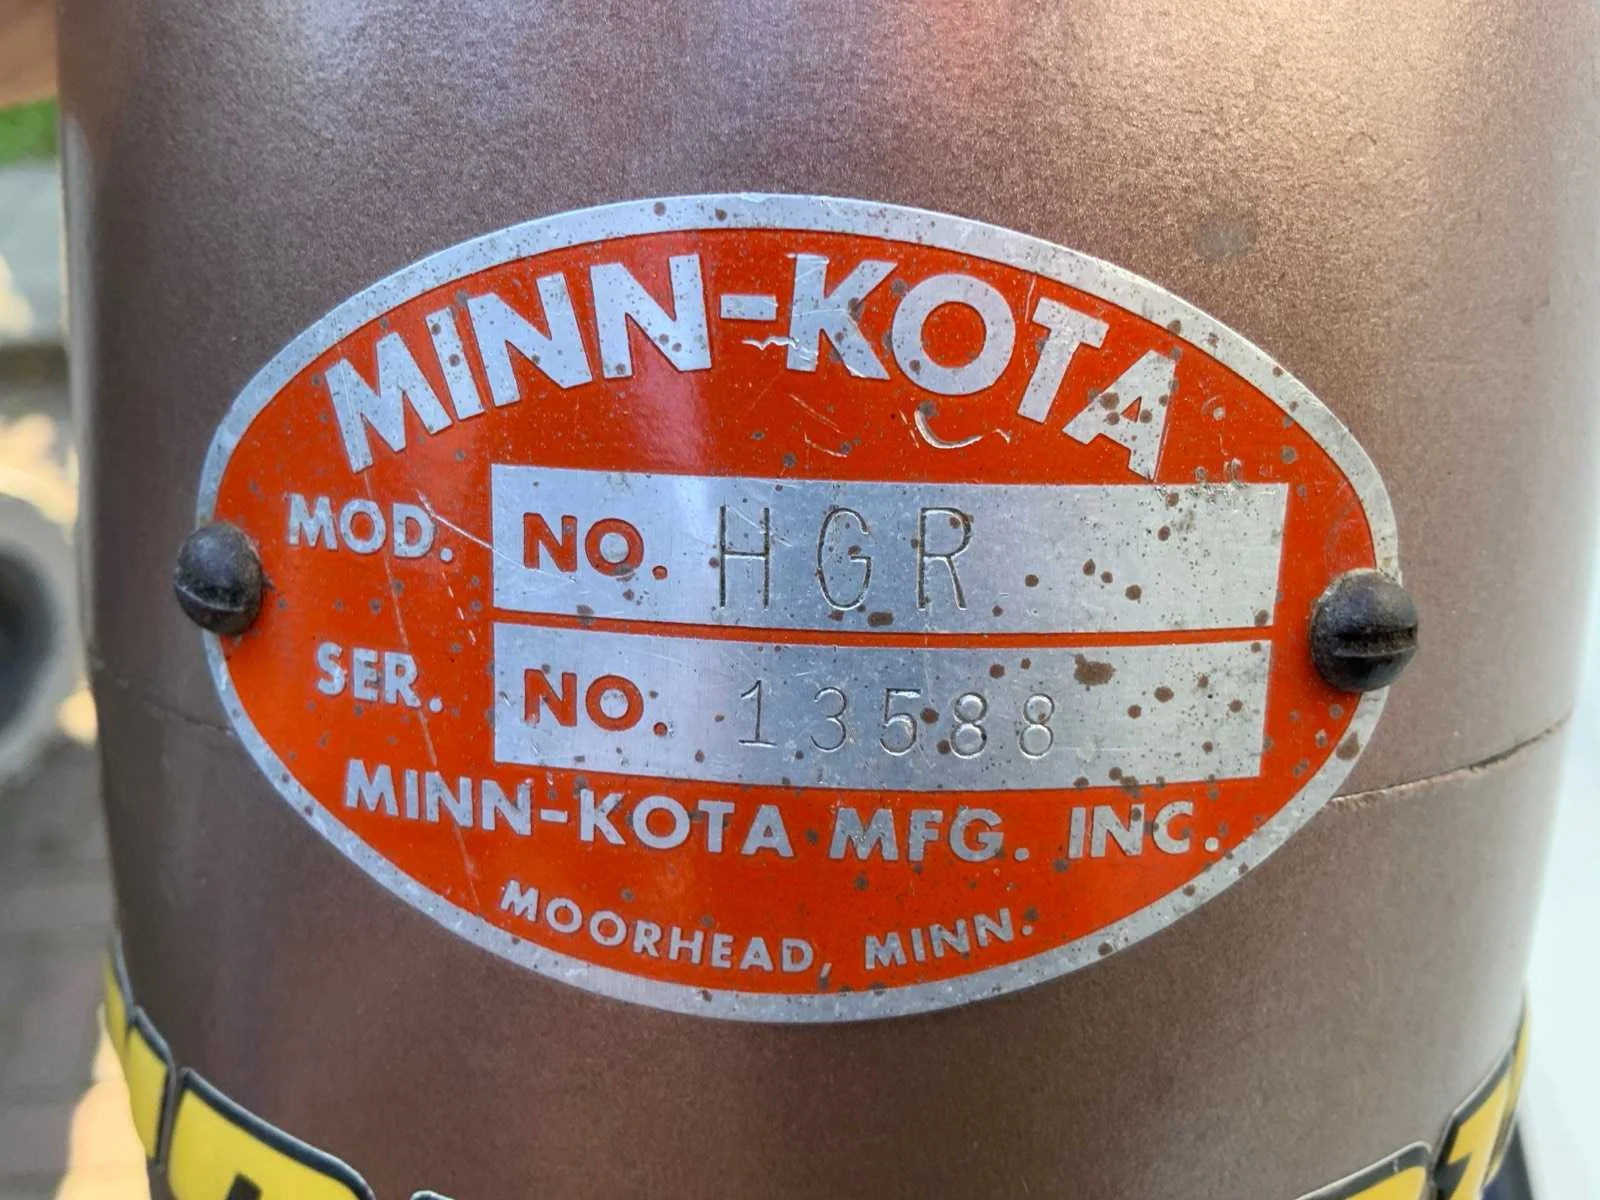 MINN-KOTA
MOD. NO. HGR
SER. NO. 13588
MINN-KOTA MFG. INC.
MOORHEAD, MINN.